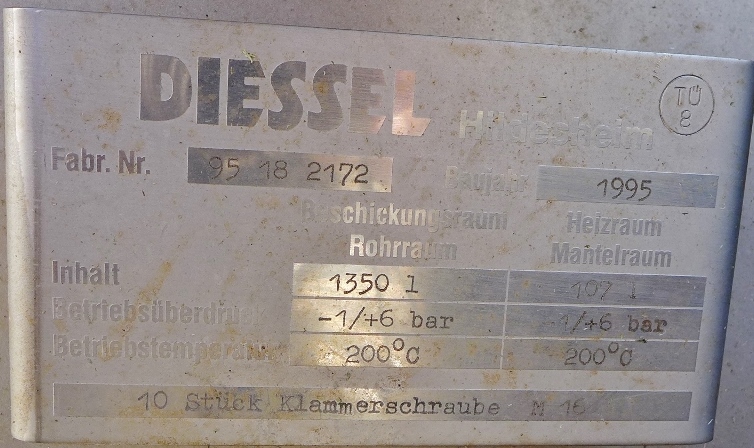 DIESSEL Hildesheim TÜ 8
Fabr. Nr. 95 18 2172 Baujahr 1995
Beschickungsraum Heizraum
Rohrraum Mantelraum
Inhalt 1350 l 107 l
Betriebsüberdruck -1/+6 bar -1/+6 bar
Betriebstemperatur 200°C 200°C
10 Stück Klammerschraube M 16